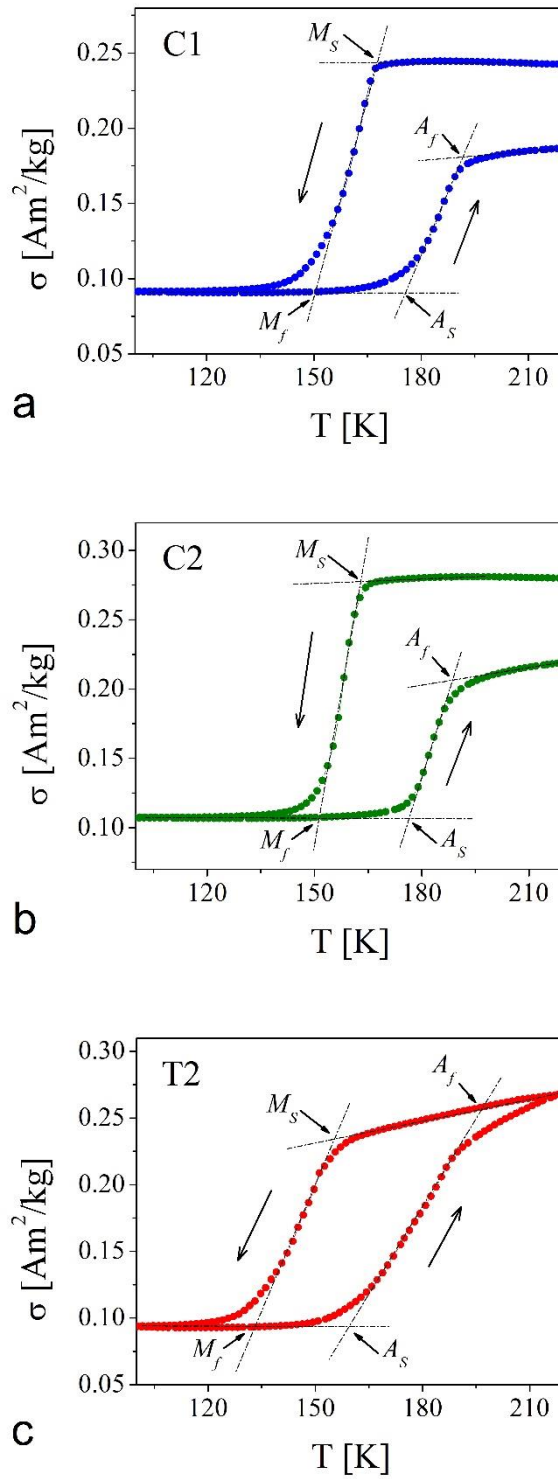 C1
M_S
A_f
M_f
A_S
0.25
0.20
0.15
0.10
0.05
σ [Am²/kg]
120 150 180 210
T [K]
a
C2
M_S
A_f
M_f
A_S
0.30
0.25
0.20
0.15
0.10
σ [Am²/kg]
120 150 180 210
T [K]
b
T2
M_S
A_f
M_f
A_S
0.30
0.25
0.20
0.15
0.10
0.05
σ [Am²/kg]
120 150 180 210
T [K]
c